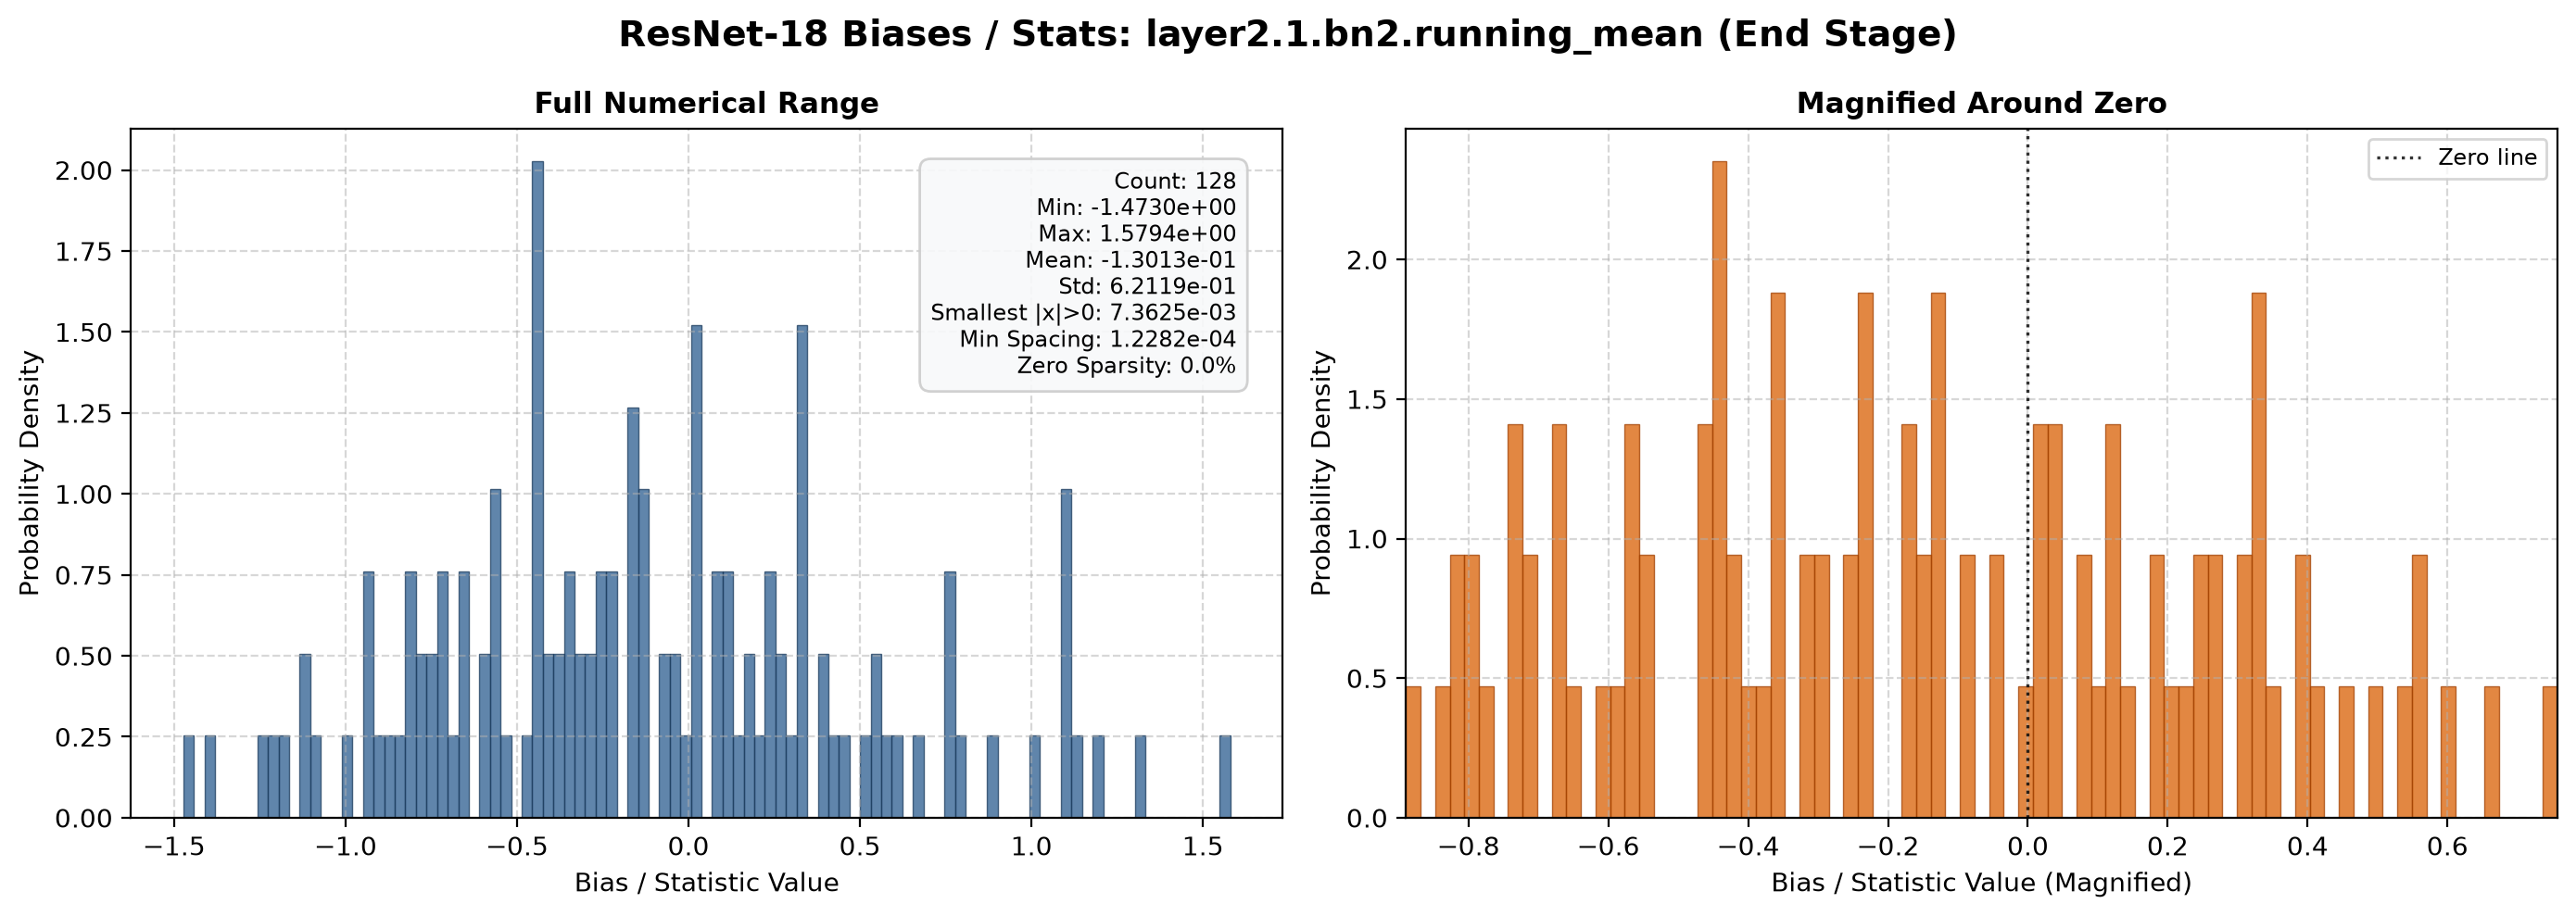 ResNet-18 Biases / Stats: layer2.1.bn2.running_mean (End Stage)
Full Numerical Range
Probability Density
2.00
1.75
1.50
1.25
1.00
0.75
0.50
0.25
0.00
Count: 128
Min: -1.4730e+00
Max: 1.5794e+00
Mean: -1.3013e-01
Std: 6.2119e-01
Smallest |x|>0: 7.3625e-03
Min Spacing: 1.2282e-04
Zero Sparsity: 0.0%
−1.5 −1.0 −0.5 0.0 0.5 1.0 1.5
Bias / Statistic Value
Magnified Around Zero
Probability Density
2.0
1.5
1.0
0.5
0.0
Zero line
−0.8 −0.6 −0.4 −0.2 0.0 0.2 0.4 0.6
Bias / Statistic Value (Magnified)